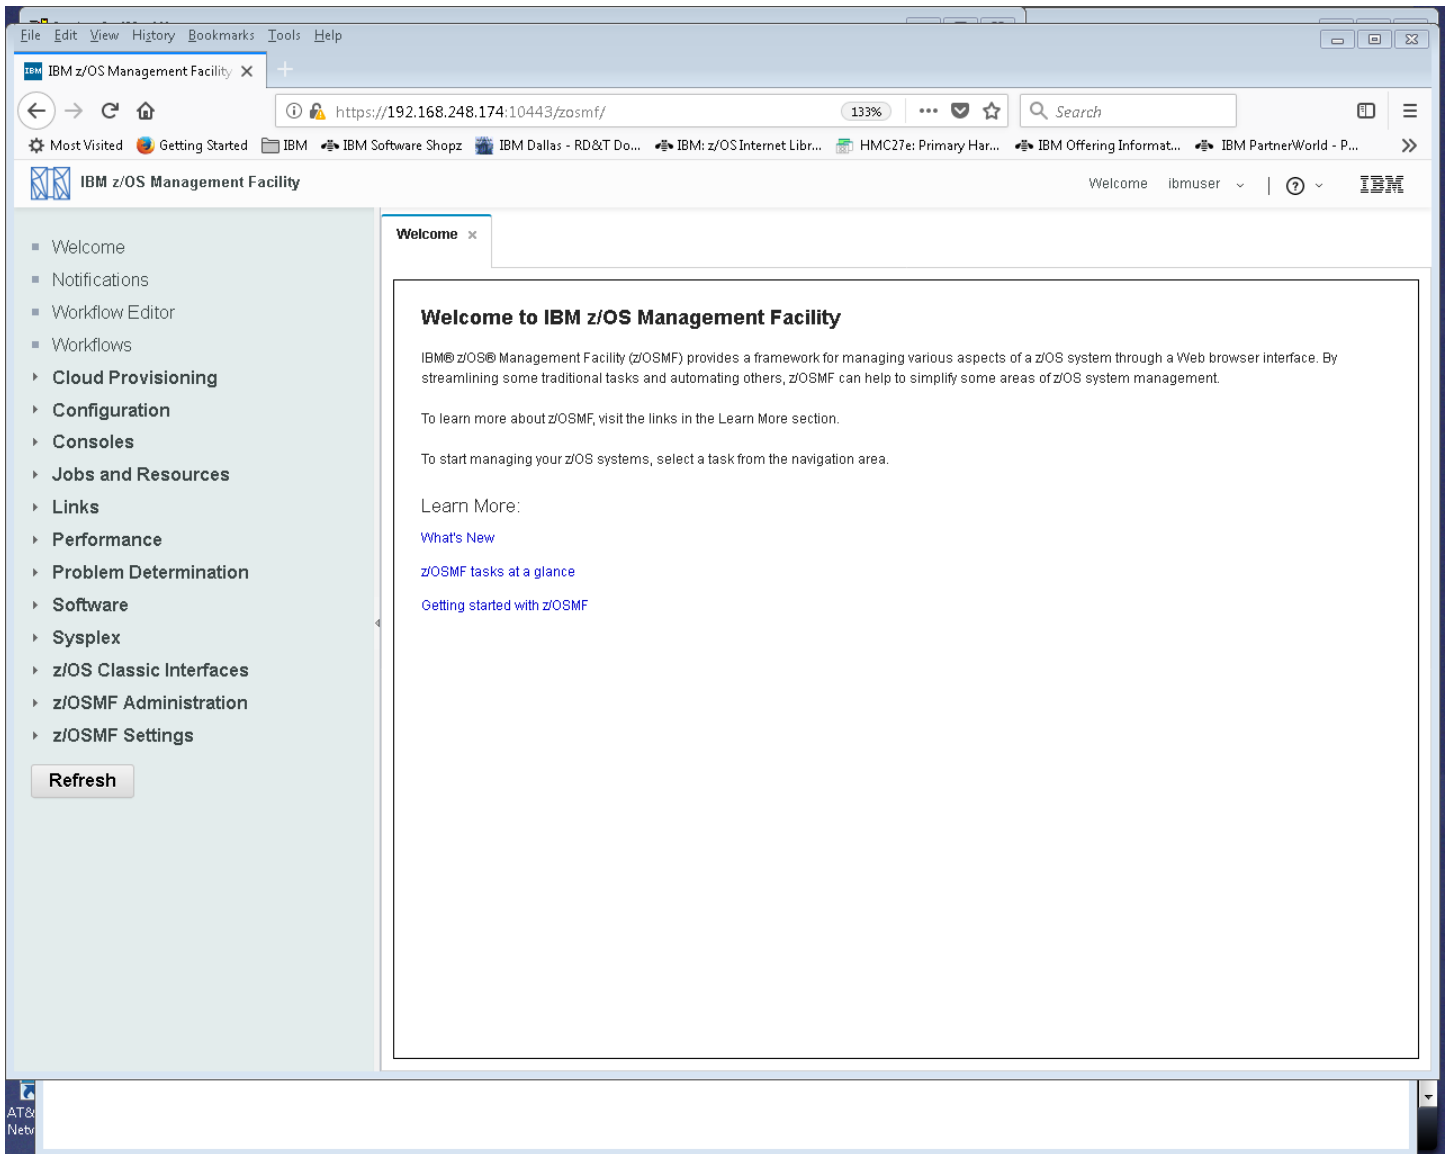 File Edit View History Bookmarks Tools Help
IBM IBM z/OS Management Facility
https://192.168.248.174:10443/zosmf/ 133% Search
Most Visited Getting Started IBM IBM Software Shopz IBM Dallas - RD&T Do... IBM: z/OS Internet Libr... HMC27e: Primary Har... IBM Offering Informat... IBM PartnerWorld - P...
IBM z/OS Management Facility Welcome ibmuser | ? IBM
Welcome
Notifications
Workflow Editor
Workflows
Cloud Provisioning
Configuration
Consoles
Jobs and Resources
Links
Performance
Problem Determination
Software
Sysplex
z/OS Classic Interfaces
z/OSMF Administration
z/OSMF Settings
Refresh
Welcome
Welcome to IBM z/OS Management Facility
IBM® z/OS® Management Facility (z/OSMF) provides a framework for managing various aspects of a z/OS system through a Web browser interface. By
streamlining some traditional tasks and automating others, z/OSMF can help to simplify some areas of z/OS system management.
To learn more about z/OSMF, visit the links in the Learn More section.
To start managing your z/OS systems, select a task from the navigation area.
Learn More:
What's New
z/OSMF tasks at a glance
Getting started with z/OSMF
AT&
Netw